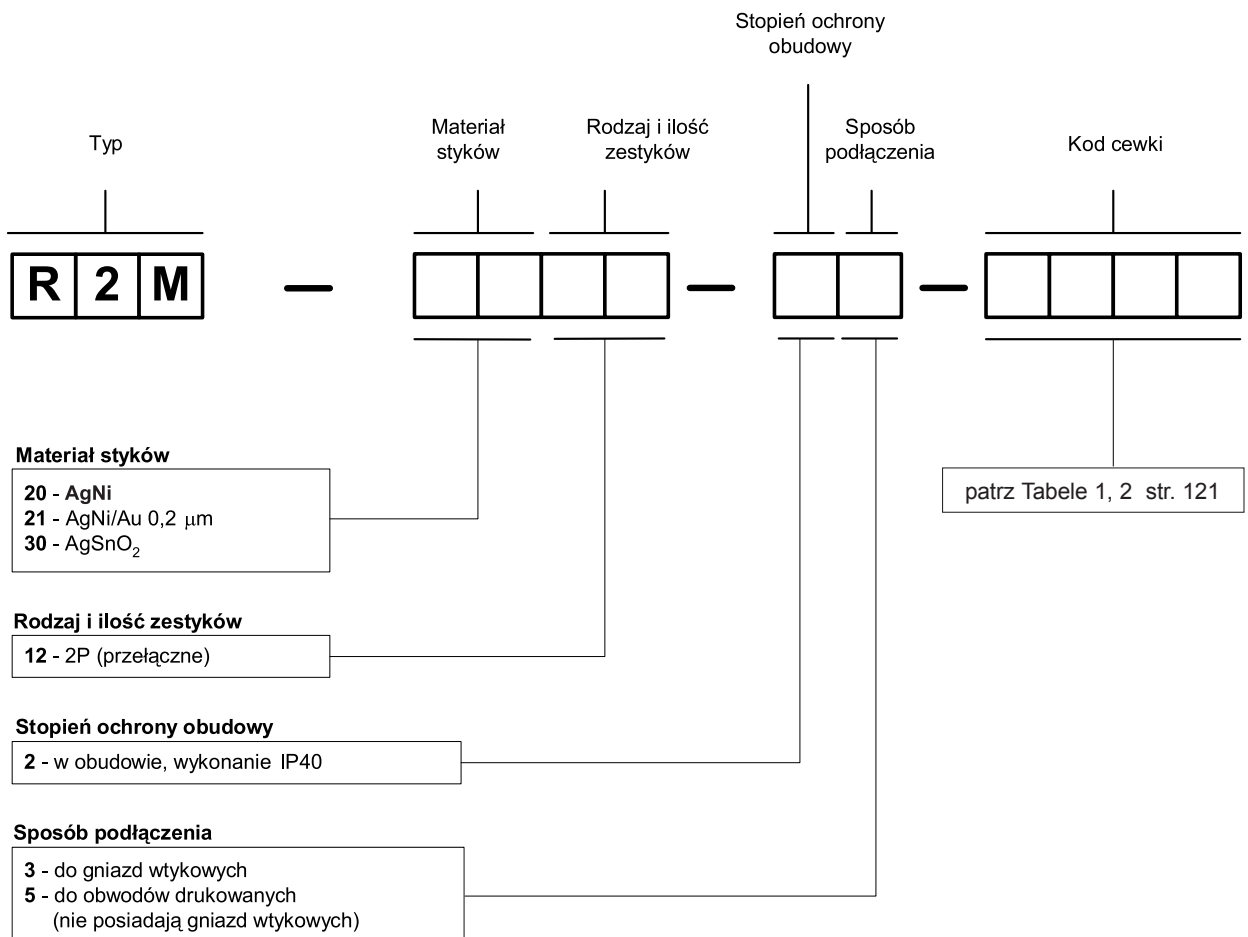 Stopień ochrony
obudowy
Typ
Materiał
styków
Rodzaj i ilość
zestyków
Sposób
podłączenia
Kod cewki
R 2 M — — —
Materiał styków
20 - AgNi
21 - AgNi/Au 0,2 μm
30 - AgSnO₂
patrz Tabele 1, 2 str. 121
Rodzaj i ilość zestyków
12 - 2P (przełączne)
Stopień ochrony obudowy
2 - w obudowie, wykonanie IP40
Sposób podłączenia
3 - do gniazd wtykowych
5 - do obwodów drukowanych
(nie posiadają gniazd wtykowych)